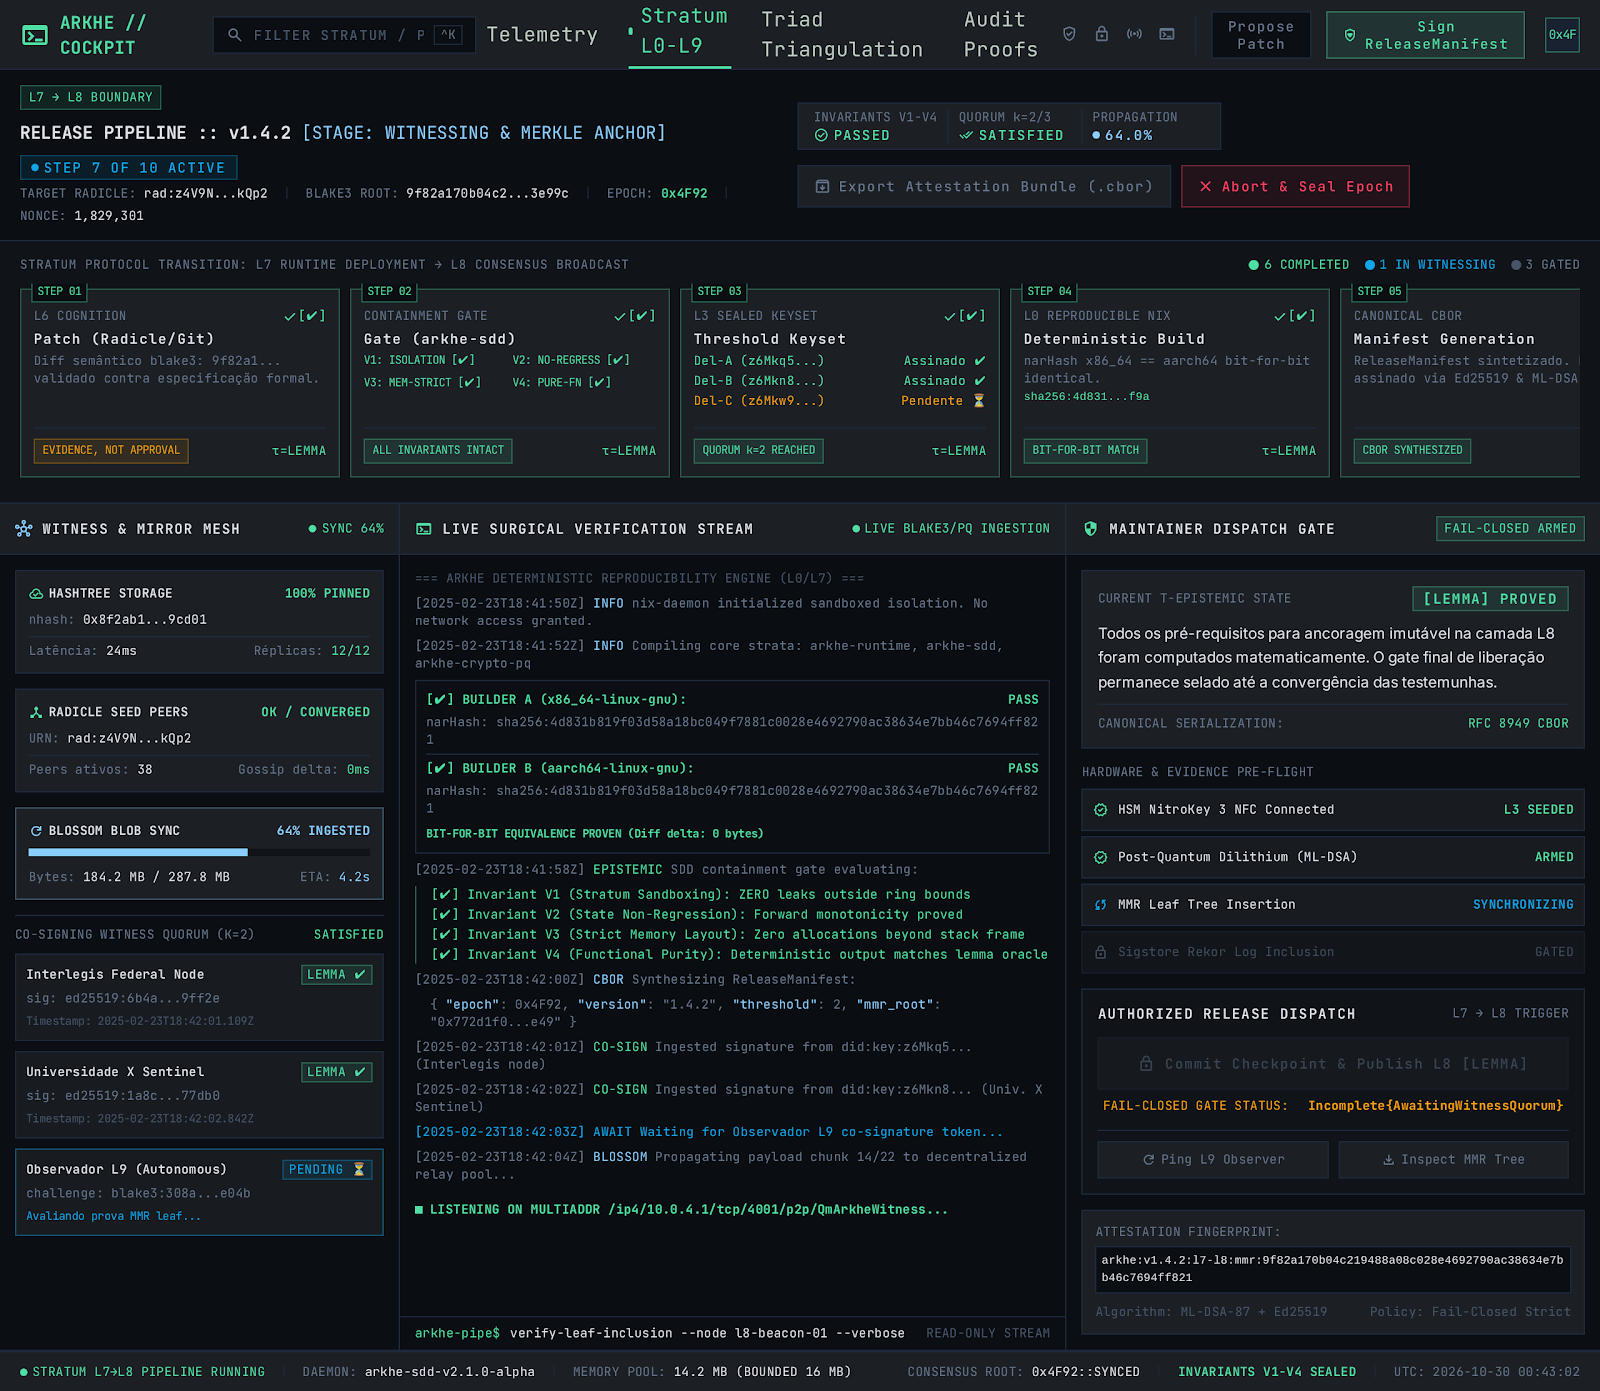 ARKHE //
COCKPIT
FILTER STRATUM / P
^K
Telemetry
Stratum
L0-L9
Triad
Triangulation
Audit
Proofs
Propose
Patch
Sign
ReleaseManifest
0x4F
L7 → L8 BOUNDARY
RELEASE PIPELINE :: v1.4.2 [STAGE: WITNESSING & MERKLE ANCHOR]
STEP 7 OF 10 ACTIVE
TARGET RADICLE: rad:z4V9N...kQp2 | BLAKE3 ROOT: 9f82a170b04c2...3e99c | EPOCH: 0x4F92 |
NONCE: 1,829,301
INVARIANTS V1-V4
PASSED
QUORUM k=2/3
SATISFIED
PROPAGATION
64.0%
Export Attestation Bundle (.cbor)
Abort & Seal Epoch
STRATUM PROTOCOL TRANSITION: L7 RUNTIME DEPLOYMENT → L8 CONSENSUS BROADCAST
6 COMPLETED
1 IN WITNESSING
3 GATED
STEP 01
L6 COGNITION ✓[✔]
Patch (Radicle/Git)
Diff semântico blake3: 9f82a1...
validado contra especificação formal.
EVIDENCE, NOT APPROVAL
τ=LEMMA
STEP 02
CONTAINMENT GATE ✓[✔]
Gate (arkhe-sdd)
V1: ISOLATION [✔] V2: NO-REGRESS [✔]
V3: MEM-STRICT [✔] V4: PURE-FN [✔]
ALL INVARIANTS INTACT
τ=LEMMA
STEP 03
L3 SEALED KEYSET ✓[✔]
Threshold Keyset
Del-A (z6Mkq5...) Assinado ✔
Del-B (z6Mkn8...) Assinado ✔
Del-C (z6Mkw9...) Pendente ⏳
QUORUM k=2 REACHED
τ=LEMMA
STEP 04
L0 REPRODUCIBLE NIX ✓[✔]
Deterministic Build
narHash x86_64 == aarch64 bit-for-bit
identical.
sha256:4d831...f9a
BIT-FOR-BIT MATCH
τ=LEMMA
STEP 05
CANONICAL CBOR
Manifest Generation
ReleaseManifest sintetizado.
assinado via Ed25519 & ML-DSA
CBOR SYNTHESIZED
WITNESS & MIRROR MESH
SYNC 64%
HASHTREE STORAGE 100% PINNED
nhash: 0x8f2ab1...9cd01
Latência: 24ms Réplicas: 12/12
RADICLE SEED PEERS OK / CONVERGED
URN: rad:z4V9N...kQp2
Peers ativos: 38 Gossip delta: 0ms
BLOSSOM BLOB SYNC 64% INGESTED
Bytes: 184.2 MB / 287.8 MB ETA: 4.2s
CO-SIGNING WITNESS QUORUM (K=2) SATISFIED
Interlegis Federal Node LEMMA ✔
sig: ed25519:6b4a...9ff2e
Timestamp: 2025-02-23T18:42:01.109Z
Universidade X Sentinel LEMMA ✔
sig: ed25519:1a8c...77db0
Timestamp: 2025-02-23T18:42:02.842Z
Observador L9 (Autonomous) PENDING ⏳
challenge: blake3:308a...e04b
Avaliando prova MMR leaf...
LIVE SURGICAL VERIFICATION STREAM
LIVE BLAKE3/PQ INGESTION
=== ARKHE DETERMINISTIC REPRODUCIBILITY ENGINE (L0/L7) ===
[2025-02-23T18:41:50Z] INFO nix-daemon initialized sandboxed isolation. No
network access granted.
[2025-02-23T18:41:52Z] INFO Compiling core strata: arkhe-runtime, arkhe-sdd,
arkhe-crypto-pq
[✔] BUILDER A (x86_64-linux-gnu): PASS
narHash: sha256:4d831b819f03d58a18bc049f7881c0028e4692790ac38634e7bb46c7694ff82
1
[✔] BUILDER B (aarch64-linux-gnu): PASS
narHash: sha256:4d831b819f03d58a18bc049f7881c0028e4692790ac38634e7bb46c7694ff82
1
BIT-FOR-BIT EQUIVALENCE PROVEN (Diff delta: 0 bytes)
[2025-02-23T18:41:58Z] EPISTEMIC SDD containment gate evaluating:
[✔] Invariant V1 (Stratum Sandboxing): ZERO leaks outside ring bounds
[✔] Invariant V2 (State Non-Regression): Forward monotonicity proved
[✔] Invariant V3 (Strict Memory Layout): Zero allocations beyond stack frame
[✔] Invariant V4 (Functional Purity): Deterministic output matches lemma oracle
[2025-02-23T18:42:00Z] CBOR Synthesizing ReleaseManifest:
{ "epoch": 0x4F92, "version": "1.4.2", "threshold": 2, "mmr_root":
"0x772d1f0...e49" }
[2025-02-23T18:42:01Z] CO-SIGN Ingested signature from did:key:z6Mkq5...
(Interlegis node)
[2025-02-23T18:42:02Z] CO-SIGN Ingested signature from did:key:z6Mkn8... (Univ. X
Sentinel)
[2025-02-23T18:42:03Z] AWAIT Waiting for Observador L9 co-signature token...
[2025-02-23T18:42:04Z] BLOSSOM Propagating payload chunk 14/22 to decentralized
relay pool...
LISTENING ON MULTIADDR /ip4/10.0.4.1/tcp/4001/p2p/QmArkheWitness...
arkhe-pipe$ verify-leaf-inclusion --node l8-beacon-01 --verbose READ-ONLY STREAM
MAINTAINER DISPATCH GATE
FAIL-CLOSED ARMED
CURRENT T-EPISTEMIC STATE
[LEMMA] PROVED
Todos os pré-requisitos para ancoragem imutável na camada L8
foram computados matematicamente. O gate final de liberação
permanece selado até a convergência das testemunhas.
CANONICAL SERIALIZATION: RFC 8949 CBOR
HARDWARE & EVIDENCE PRE-FLIGHT
HSM NitroKey 3 NFC Connected L3 SEEDED
Post-Quantum Dilithium (ML-DSA) ARMED
MMR Leaf Tree Insertion SYNCHRONIZING
Sigstore Rekor Log Inclusion GATED
AUTHORIZED RELEASE DISPATCH L7 → L8 TRIGGER
Commit Checkpoint & Publish L8 [LEMMA]
FAIL-CLOSED GATE STATUS: Incomplete{AwaitingWitnessQuorum}
Ping L9 Observer
Inspect MMR Tree
ATTESTATION FINGERPRINT:
arkhe:v1.4.2:l7-l8:mmr:9f82a170b04c219488a08c028e4692790ac38634e7b
b46c7694ff821
Algorithm: ML-DSA-87 + Ed25519 Policy: Fail-Closed Strict
STRATUM L7→L8 PIPELINE RUNNING
DAEMON: arkhe-sdd-v2.1.0-alpha
MEMORY POOL: 14.2 MB (BOUNDED 16 MB)
CONSENSUS ROOT: 0x4F92::SYNCED
INVARIANTS V1-V4 SEALED
UTC: 2026-10-30 00:43:02